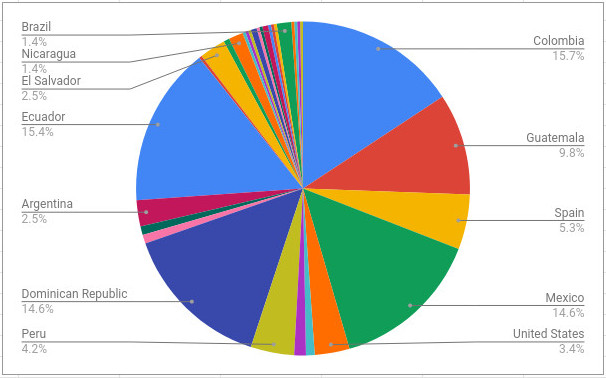 Brazil
1.4%
Nicaragua
1.4%
El Salvador
2.5%
Ecuador
15.4%
Argentina
2.5%
Dominican Republic
14.6%
Peru
4.2%
Colombia
15.7%
Guatemala
9.8%
Spain
5.3%
Mexico
14.6%
United States
3.4%